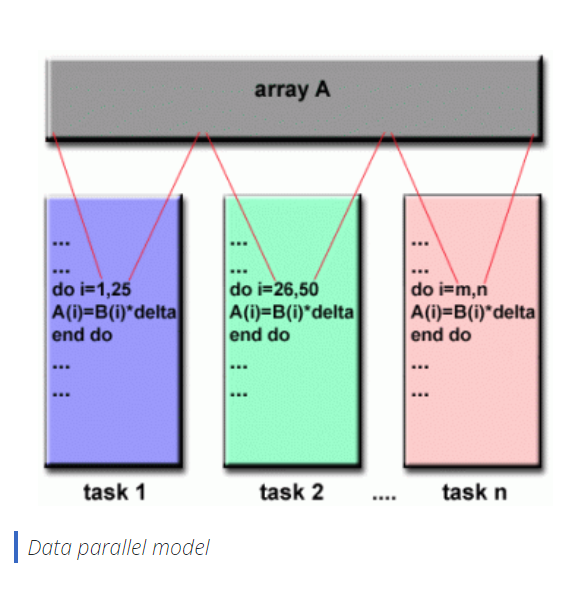 array A
...
...
do i=1,25
A(i)=B(i)*delta
end do
...
...
...
...
do i=26,50
A(i)=B(i)*delta
end do
...
...
...
...
do i=m,n
A(i)=B(i)*delta
end do
...
...
task 1 task 2 .... task n
Data parallel model